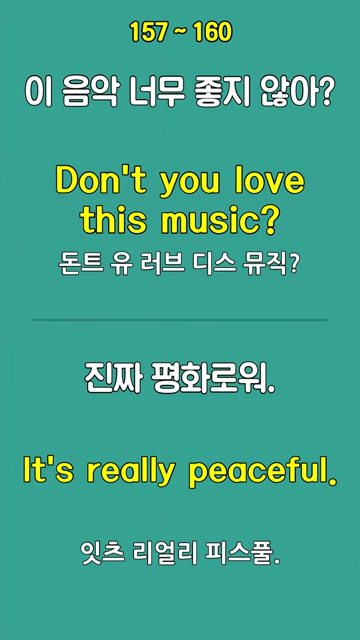 157 ~ 160
이 음악 너무 좋지 않아?
Don't you love
this music?
돈트 유 러브 디스 뮤직?
진짜 평화로워.
It's really peaceful.
잇츠 리얼리 피스풀.